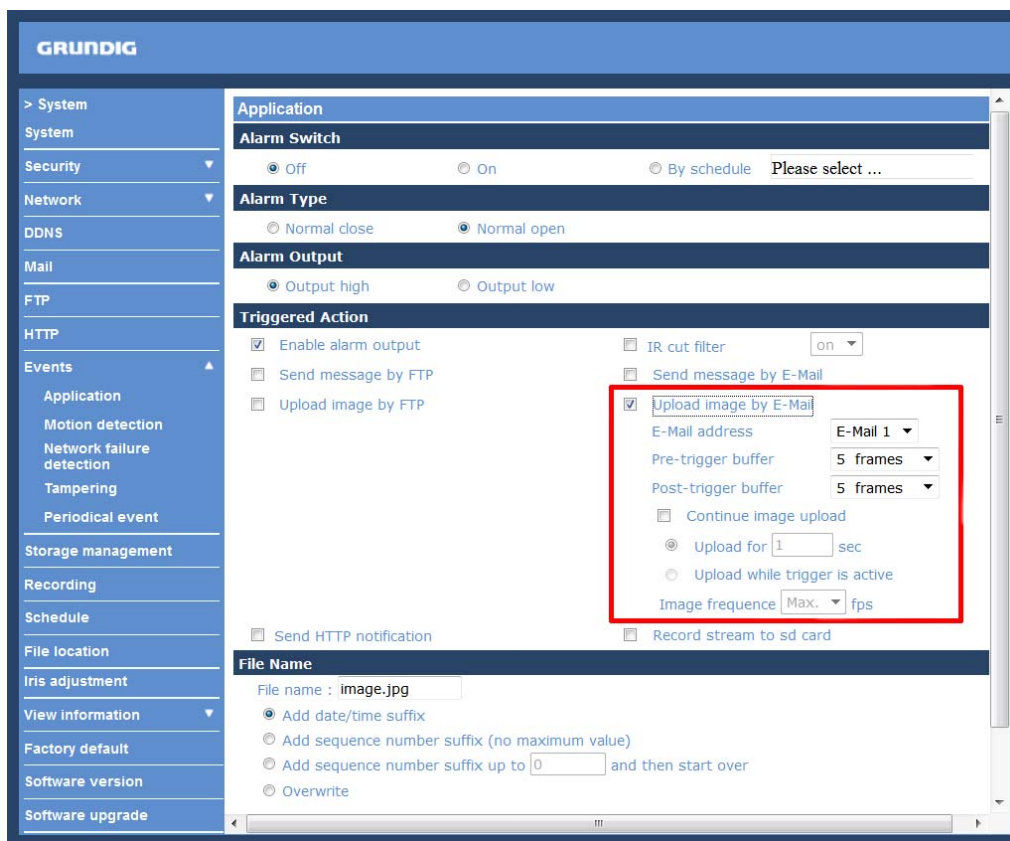 GRUNDIG
> System
System
Security
Network
DDNS
Mail
FTP
HTTP
Events
Application
Motion detection
Network failure
detection
Tampering
Periodical event
Storage management
Recording
Schedule
File location
Iris adjustment
View information
Factory default
Software version
Software upgrade
Application
Alarm Switch
Off On By schedule Please select ...
Alarm Type
Normal close Normal open
Alarm Output
Output high Output low
Triggered Action
Enable alarm output IR cut filter on
Send message by FTP Send message by E-Mail
Upload image by FTP Upload image by E-Mail
E-Mail address E-Mail 1
Pre-trigger buffer 5 frames
Post-trigger buffer 5 frames
Continue image upload
Upload for 1 sec
Upload while trigger is active
Image frequence Max. fps
Send HTTP notification Record stream to sd card
File Name
File name : image.jpg
Add date/time suffix
Add sequence number suffix (no maximum value)
Add sequence number suffix up to 0 and then start over
Overwrite